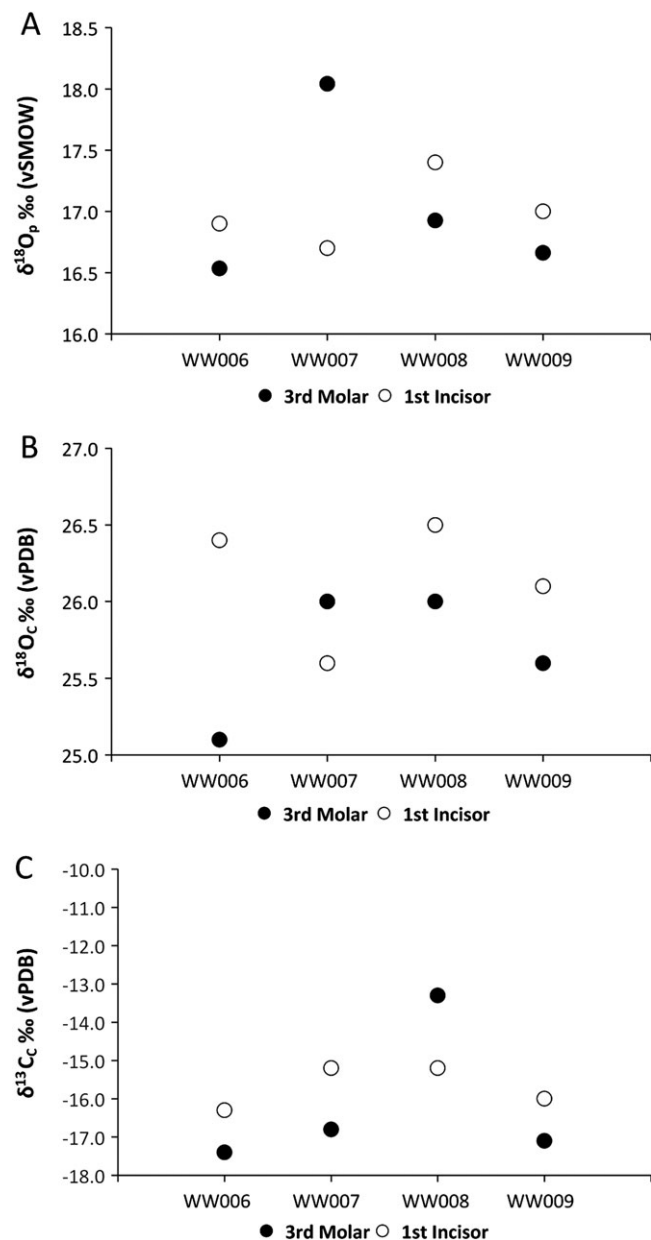 A
18.5
18.0
17.5
17.0
16.5
16.0
δ¹⁸Oₚ ‰ (vSMOW)
WW006 WW007 WW008 WW009
● 3rd Molar ○ 1st Incisor
B
27.0
26.5
26.0
25.5
25.0
δ¹⁸O_C ‰ (vPDB)
WW006 WW007 WW008 WW009
● 3rd Molar ○ 1st Incisor
C
-10.0
-11.0
-12.0
-13.0
-14.0
-15.0
-16.0
-17.0
-18.0
δ¹³C_C ‰ (vPDB)
WW006 WW007 WW008 WW009
● 3rd Molar ○ 1st Incisor